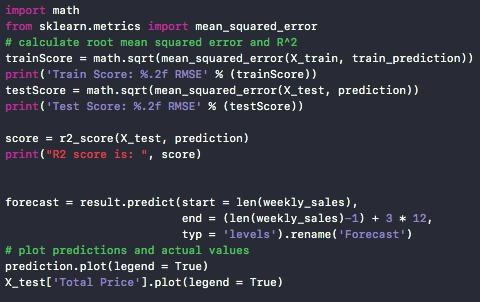 import math
from sklearn.metrics import mean_squared_error
# calculate root mean squared error and R^2
trainScore = math.sqrt(mean_squared_error(X_train, train_prediction))
print('Train Score: %.2f RMSE' % (trainScore))
testScore = math.sqrt(mean_squared_error(X_test, prediction))
print('Test Score: %.2f RMSE' % (testScore))
score = r2_score(X_test, prediction)
print("R2 score is: ", score)
forecast = result.predict(start = len(weekly_sales),
end = (len(weekly_sales)-1) + 3 * 12,
typ = 'levels').rename('Forecast')
# plot predictions and actual values
prediction.plot(legend = True)
X_test['Total Price'].plot(legend = True)